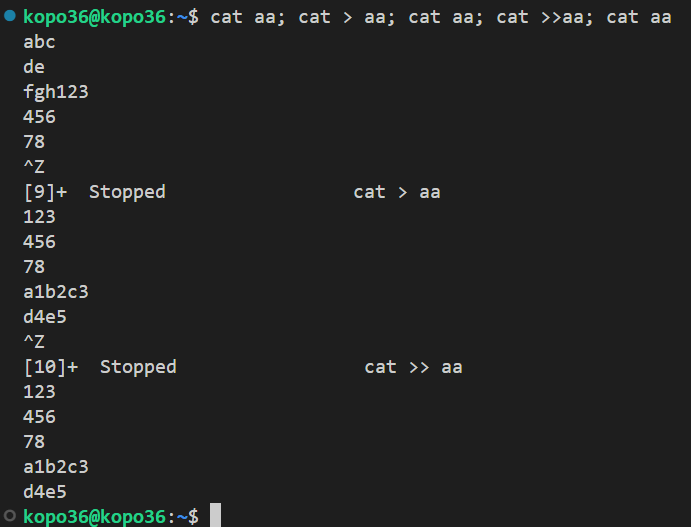 kopo36@kopo36:~$ cat aa; cat > aa; cat aa; cat >>aa; cat aa
abc
de
fgh123
456
78
^Z
[9]+  Stopped                 cat > aa
123
456
78
a1b2c3
d4e5
^Z
[10]+  Stopped                 cat >> aa
123
456
78
a1b2c3
d4e5
kopo36@kopo36:~$